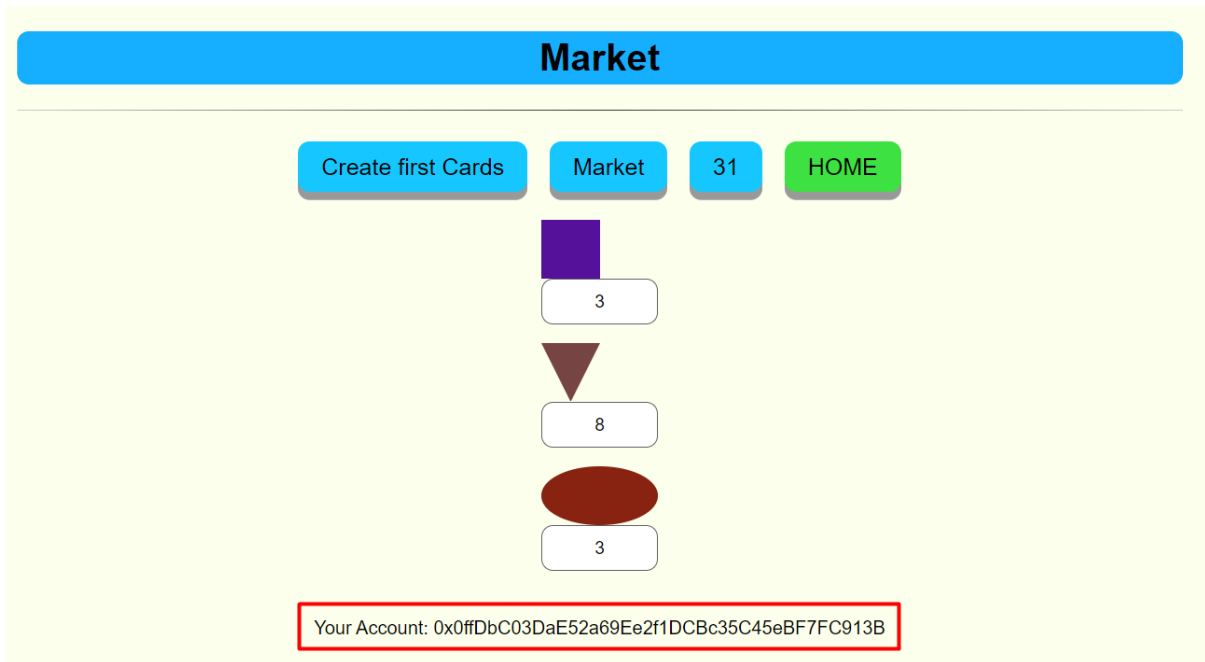 Market
Create first Cards Market 31 HOME
3
8
3
Your Account: 0x0ffDbC03DaE52a69Ee2f1DCBc35C45eBF7FC913B